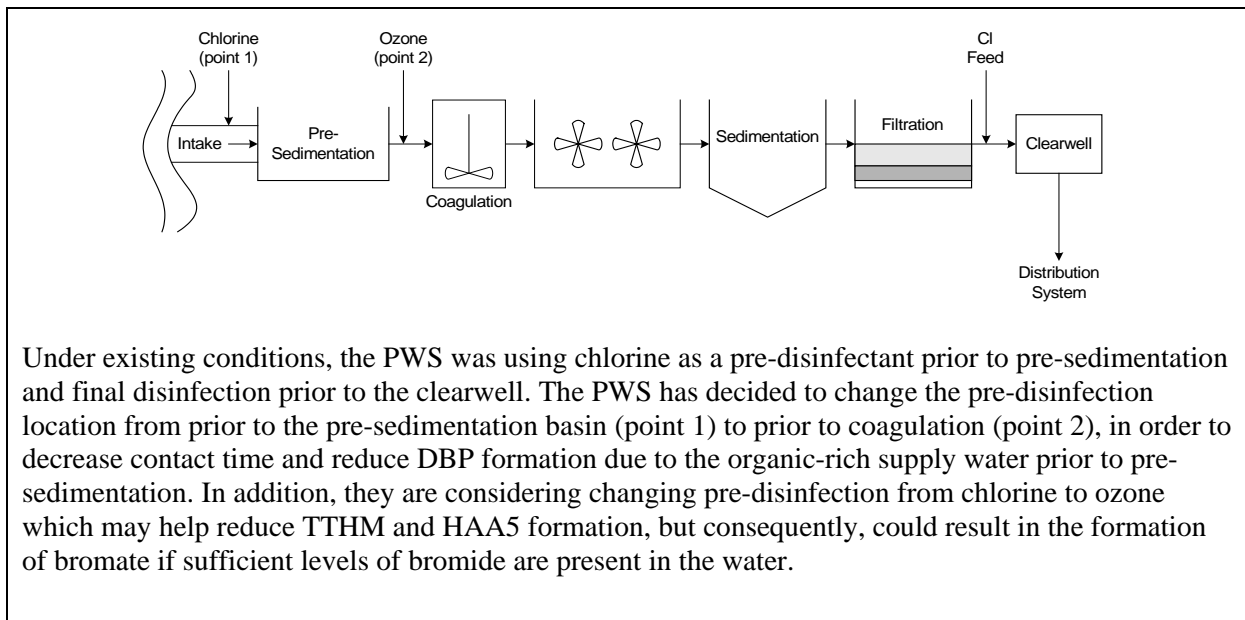 Chlorine
(point 1)
Ozone
(point 2)
Cl
Feed
Intake
Pre-
Sedimentation
Coagulation
Sedimentation
Filtration
Clearwell
Distribution
System
Under existing conditions, the PWS was using chlorine as a pre-disinfectant prior to pre-sedimentation
and final disinfection prior to the clearwell. The PWS has decided to change the pre-disinfection
location from prior to the pre-sedimentation basin (point 1) to prior to coagulation (point 2), in order to
decrease contact time and reduce DBP formation due to the organic-rich supply water prior to pre-
sedimentation. In addition, they are considering changing pre-disinfection from chlorine to ozone
which may help reduce TTHM and HAA5 formation, but consequently, could result in the formation
of bromate if sufficient levels of bromide are present in the water.